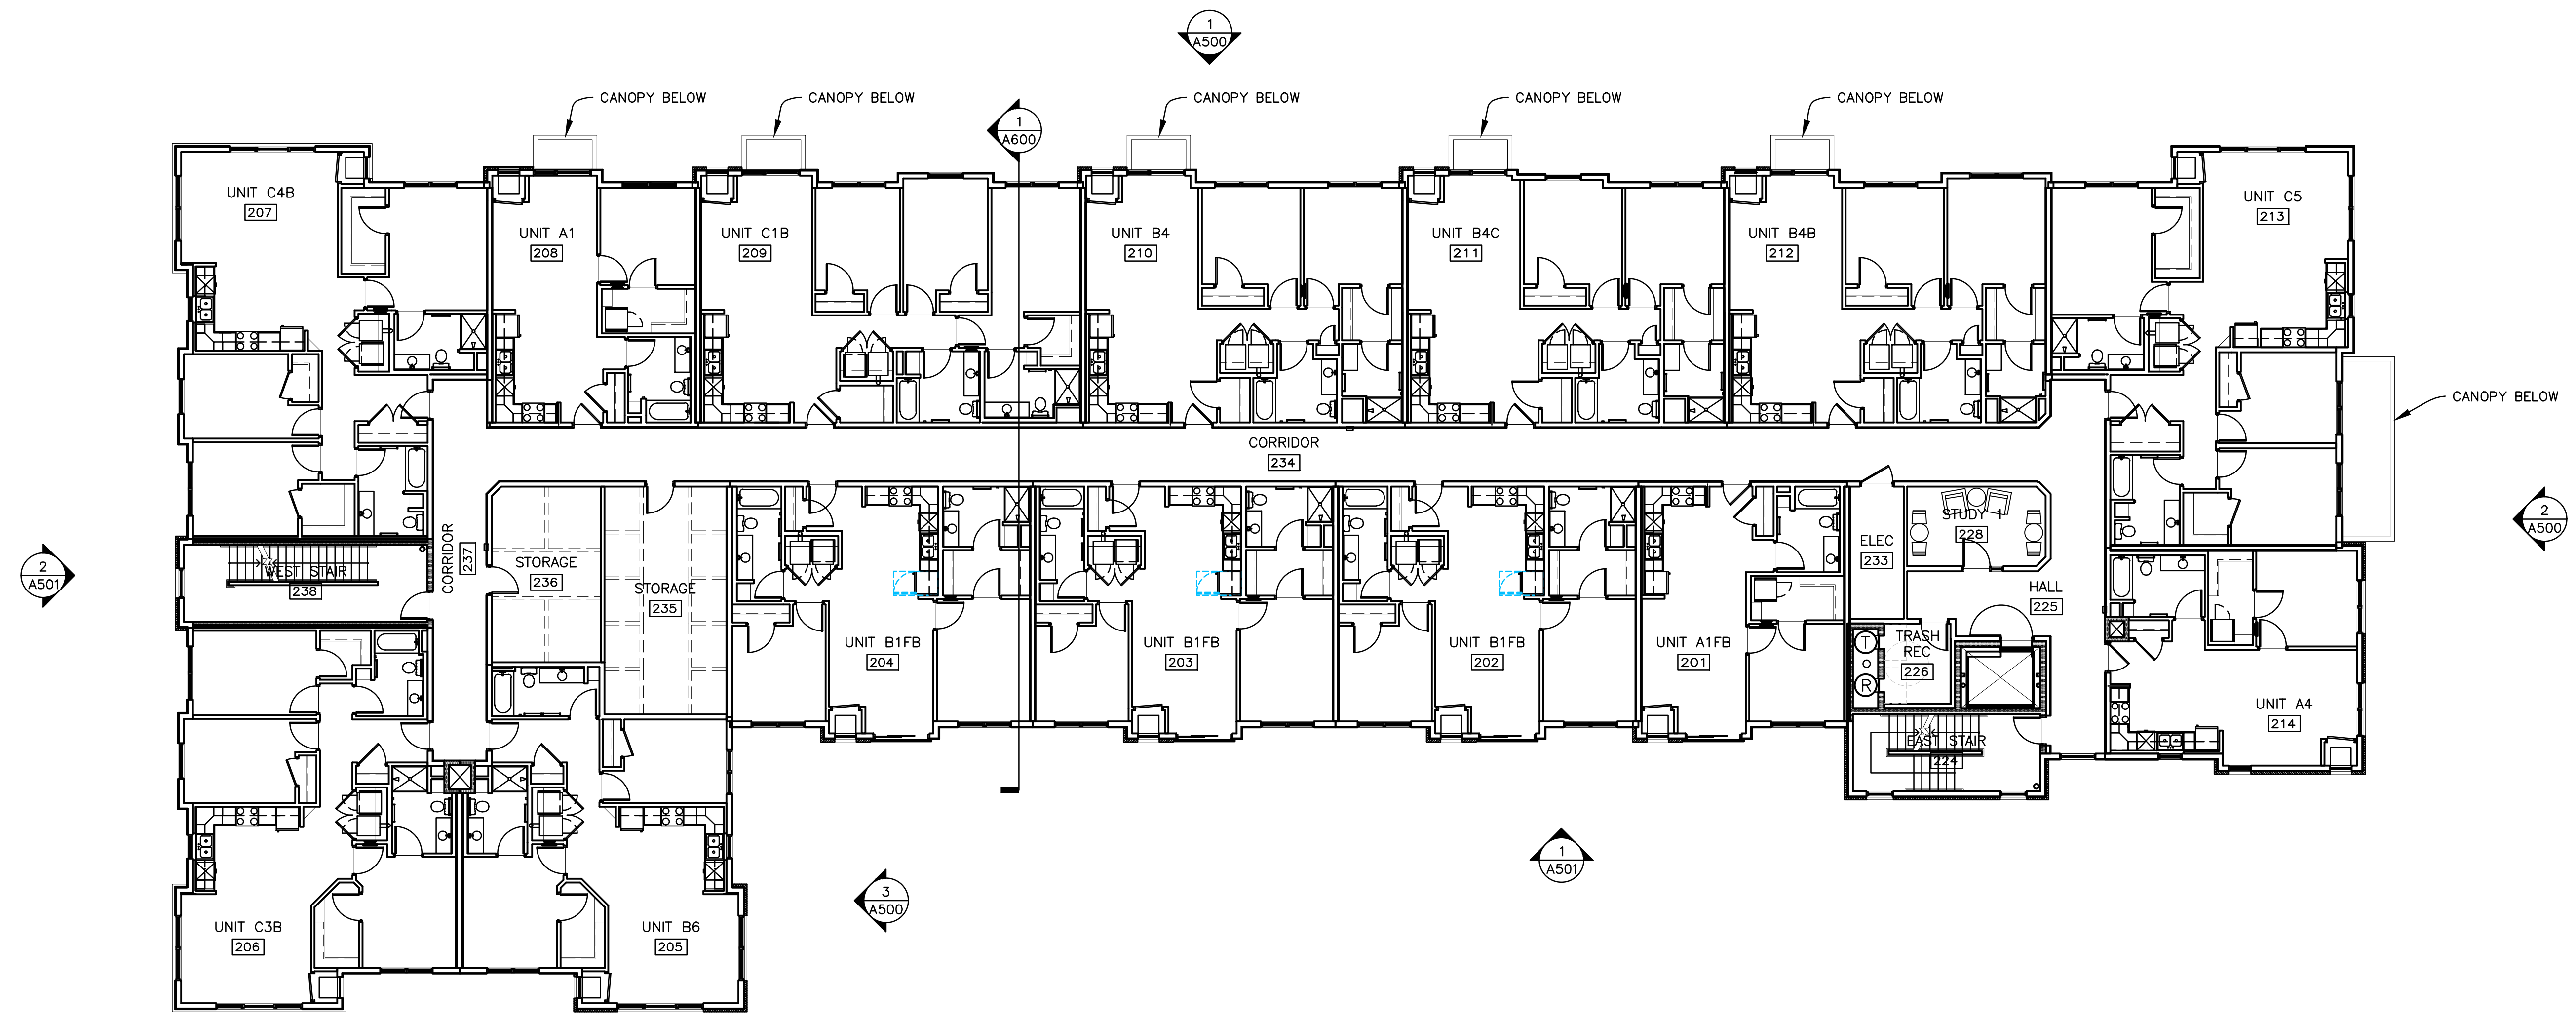 1
A500
CANOPY BELOW
CANOPY BELOW
CANOPY BELOW
CANOPY BELOW
CANOPY BELOW
1
A600
UNIT C4B
207
UNIT A1
208
UNIT C1B
209
UNIT B4
210
UNIT B4C
211
UNIT B4B
212
UNIT C5
213
CANOPY BELOW
CORRIDOR
234
2
A501
WEST STAIR
238
CORRIDOR
237
STORAGE
236
STORAGE
235
UNIT B1FB
204
UNIT B1FB
203
UNIT B1FB
202
UNIT A1FB
201
ELEC
233
STUDY 1
228
HALL
225
T
R
TRASH
REC
226
EAST STAIR
224
UNIT A4
214
2
A500
1
A501
3
A500
UNIT C3B
206
UNIT B6
205